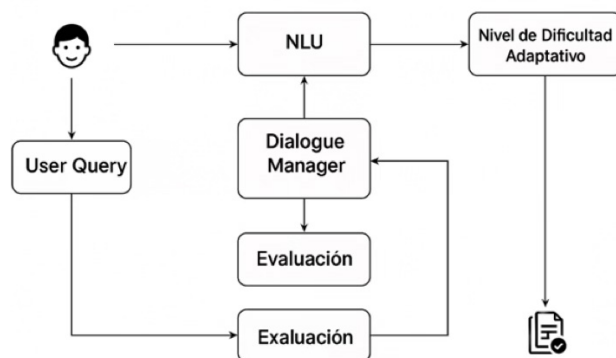 NLU
Nivel de Dificultad
Adaptativo
User Query
Dialogue
Manager
Evaluación
Exaluación